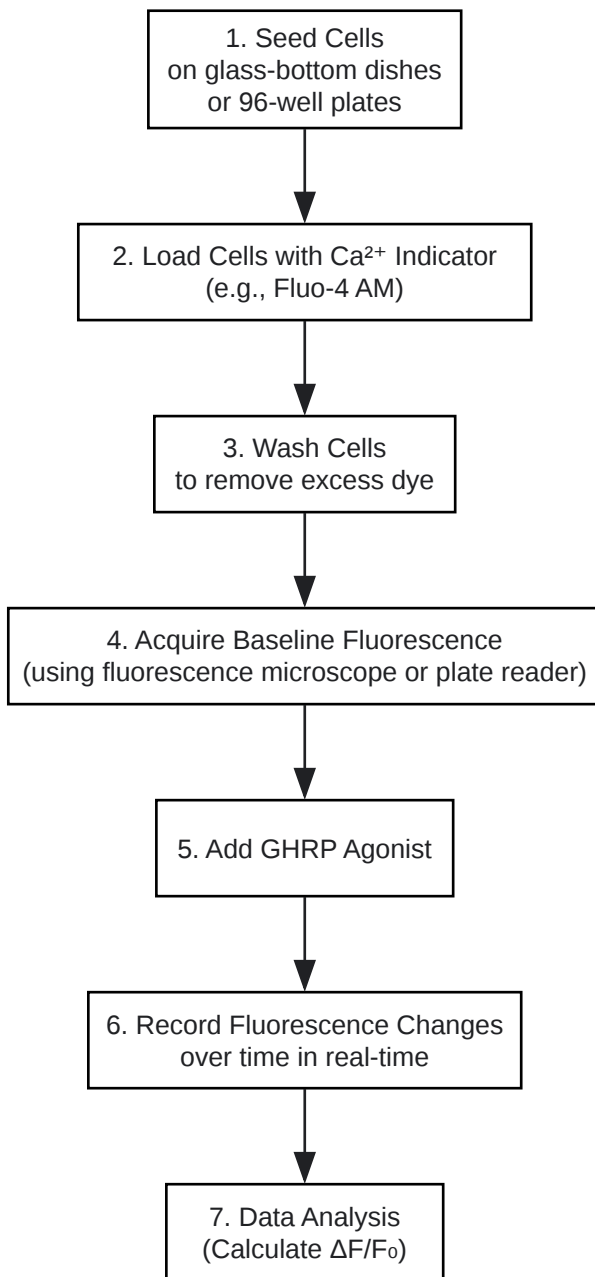 1. Seed Cells
on glass-bottom dishes
or 96-well plates
2. Load Cells with Ca²⁺ Indicator
(e.g., Fluo-4 AM)
3. Wash Cells
to remove excess dye
4. Acquire Baseline Fluorescence
(using fluorescence microscope or plate reader)
5. Add GHRP Agonist
6. Record Fluorescence Changes
over time in real-time
7. Data Analysis
(Calculate ΔF/F₀)